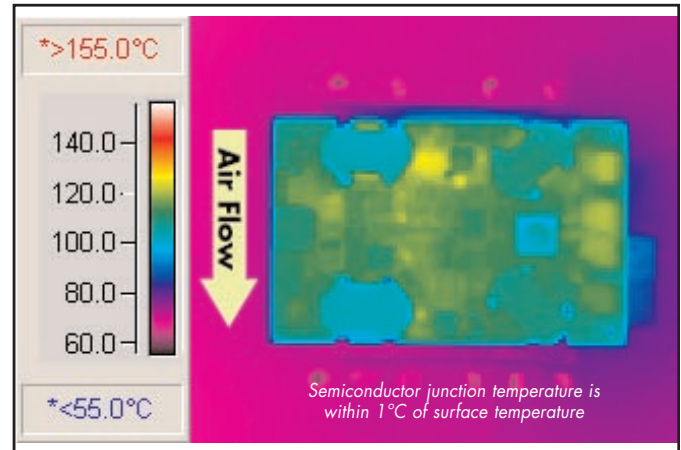 *>155.0°C
140.0
120.0
100.0
80.0
60.0
*<55.0°C
Air Flow
Semiconductor junction temperature is
within 1°C of surface temperature